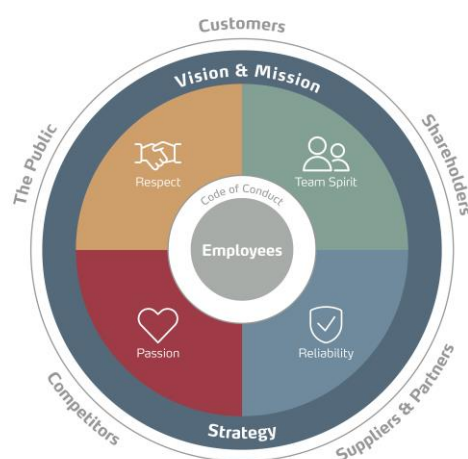 Customers
Vision & Mission
The Public
Shareholders
Respect
Team Spirit
Code of Conduct
Employees
Passion
Reliability
Competitors
Suppliers & Partners
Strategy